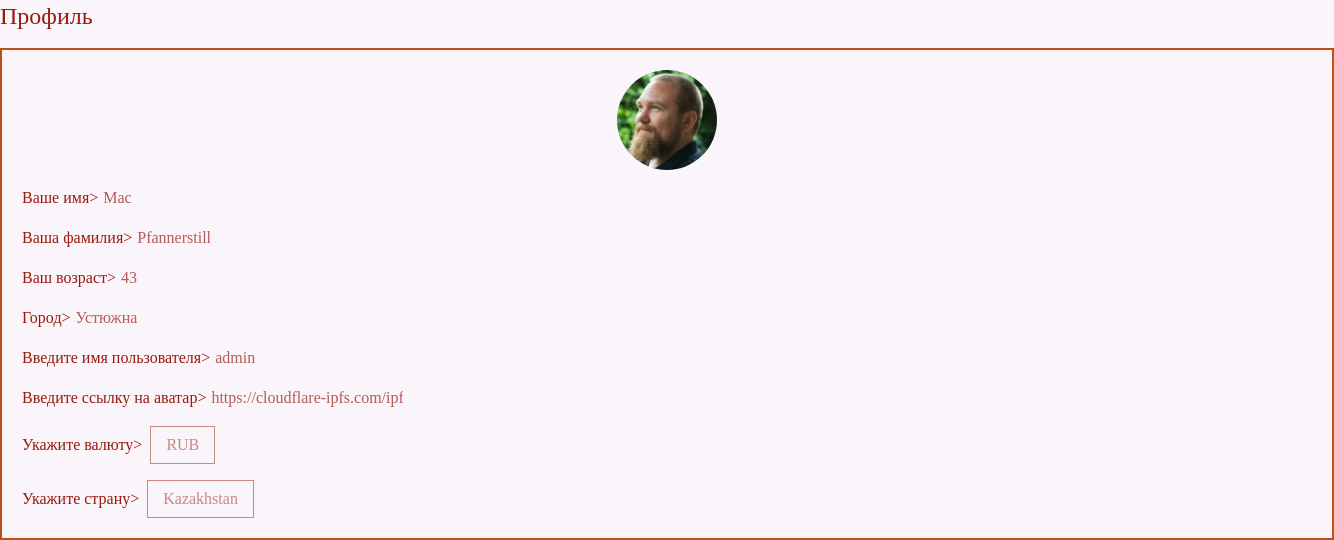 Профиль
Ваше имя> Mac
Ваша фамилия> Pfannerstill
Ваш возраст> 43
Город> Устюжна
Введите имя пользователя> admin
Введите ссылку на аватар> https://cloudflare-ipfs.com/ipf
Укажите валюту> RUB
Укажите страну> Kazakhstan